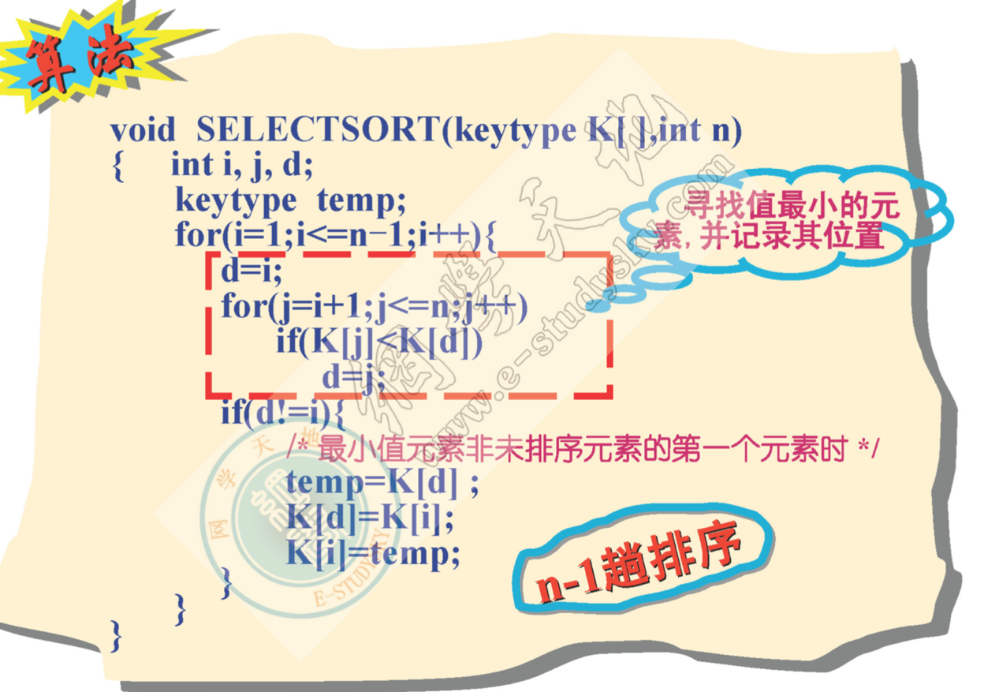 算法
void SELECTSORT(keytype K[ ],int n)
{ int i, j, d;
keytype temp;
for(i=1;i<=n−1;i++){
d=i;
for(j=i+1;j<=n;j++)
if(K[j]<K[d])
d=j;
寻找值最小的元
素,并记录其位置
if(d!=i){
/* 最小值元素非未排序元素的第一个元素时 */
temp=K[d] ;
K[d]=K[i];
K[i]=temp;
}
}
}
n-1趟排序
網學天地
www.e-studysky.com
网学天地
E-STUDYSKY